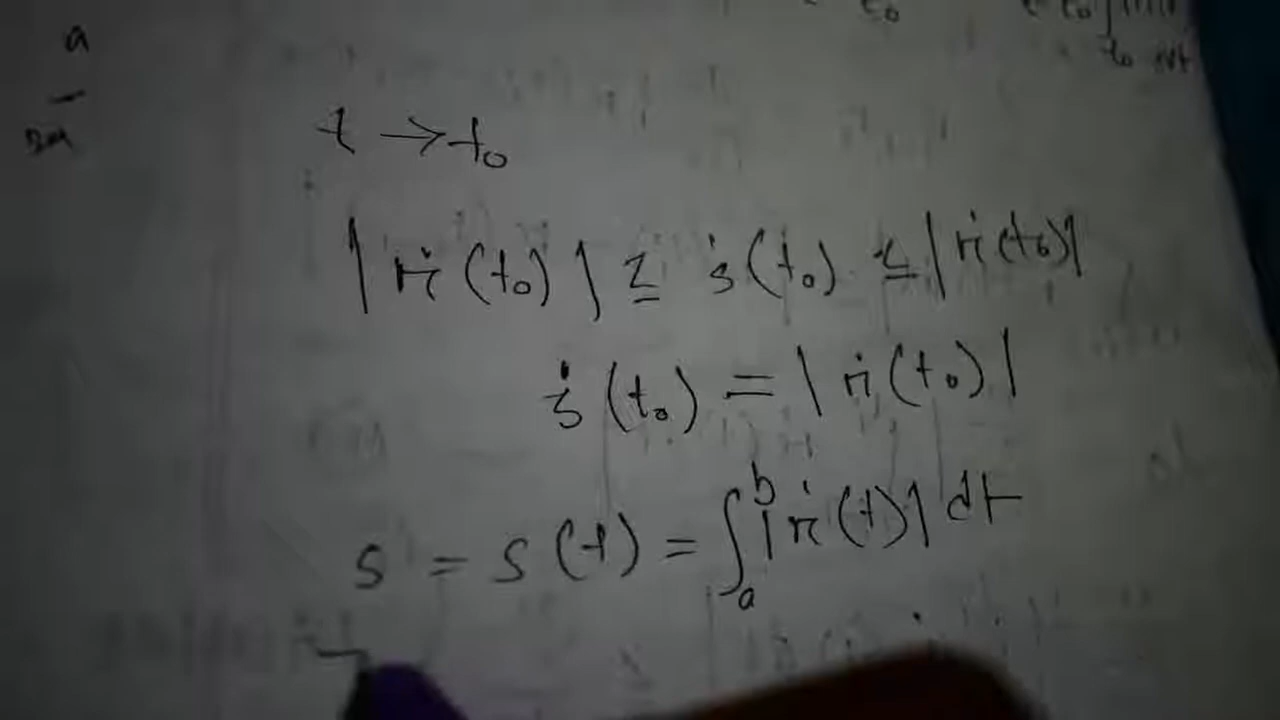 a
t → t₀
|ṙ(t₀)| ≤ ṡ(t₀) ≤ |ṙ(t₀)|
ṡ(t₀) = |ṙ(t₀)|
s = s(t) = ∫ₐᵇ |ṙ(t)| dt